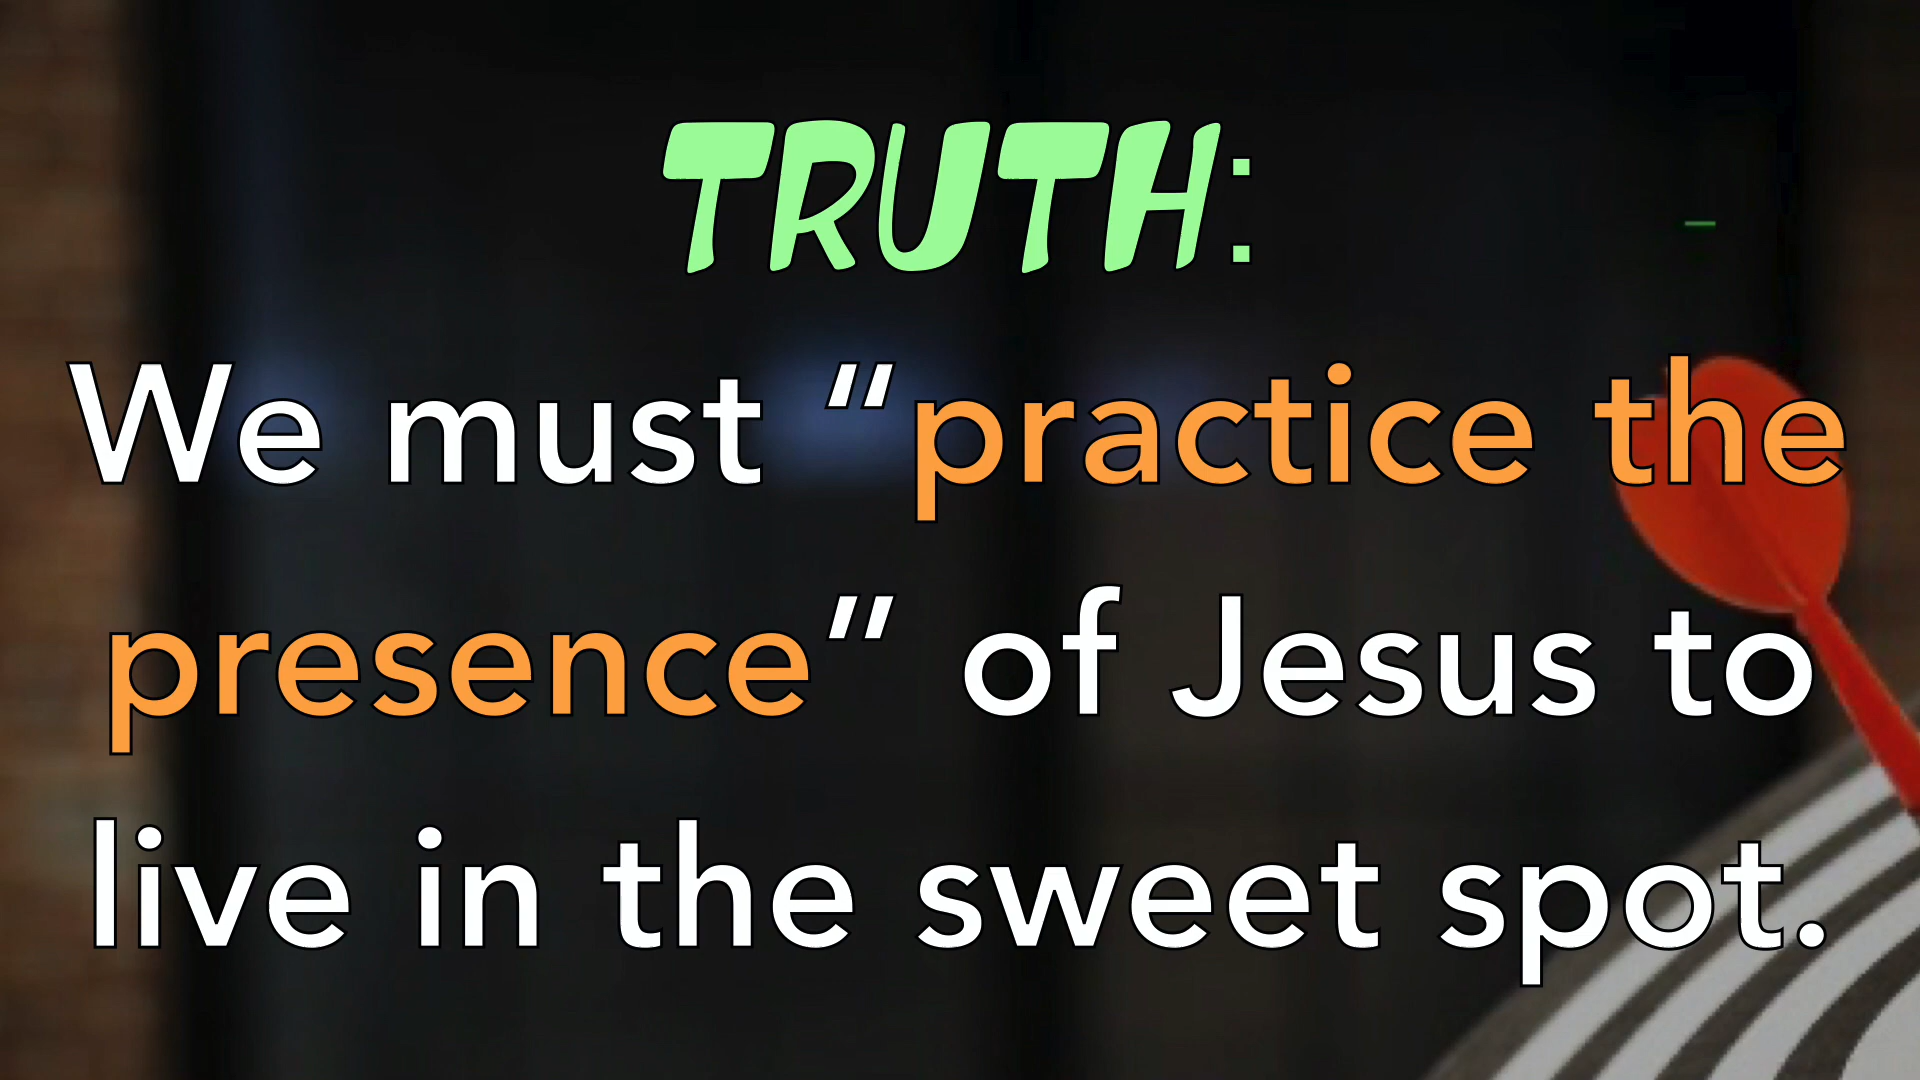 TRUTH:
We must “practice the
presence” of Jesus to
live in the sweet spot.